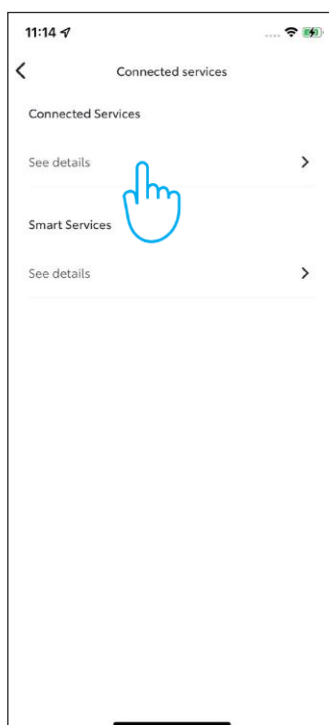 11:14
Connected services
Connected Services
See details
Smart Services
See details